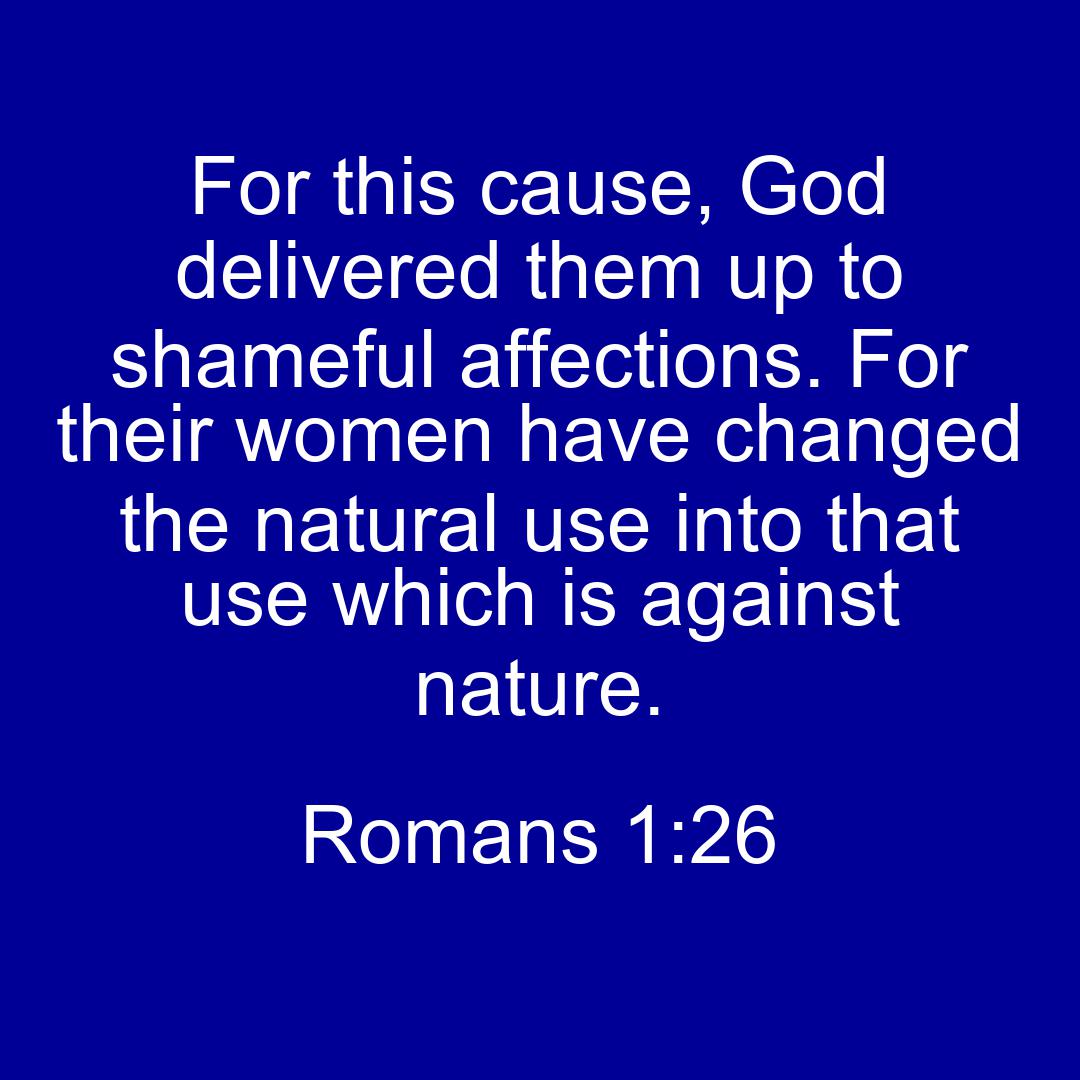 For this cause, God
delivered them up to
shameful affections. For
their women have changed
the natural use into that
use which is against
nature.
Romans 1:26